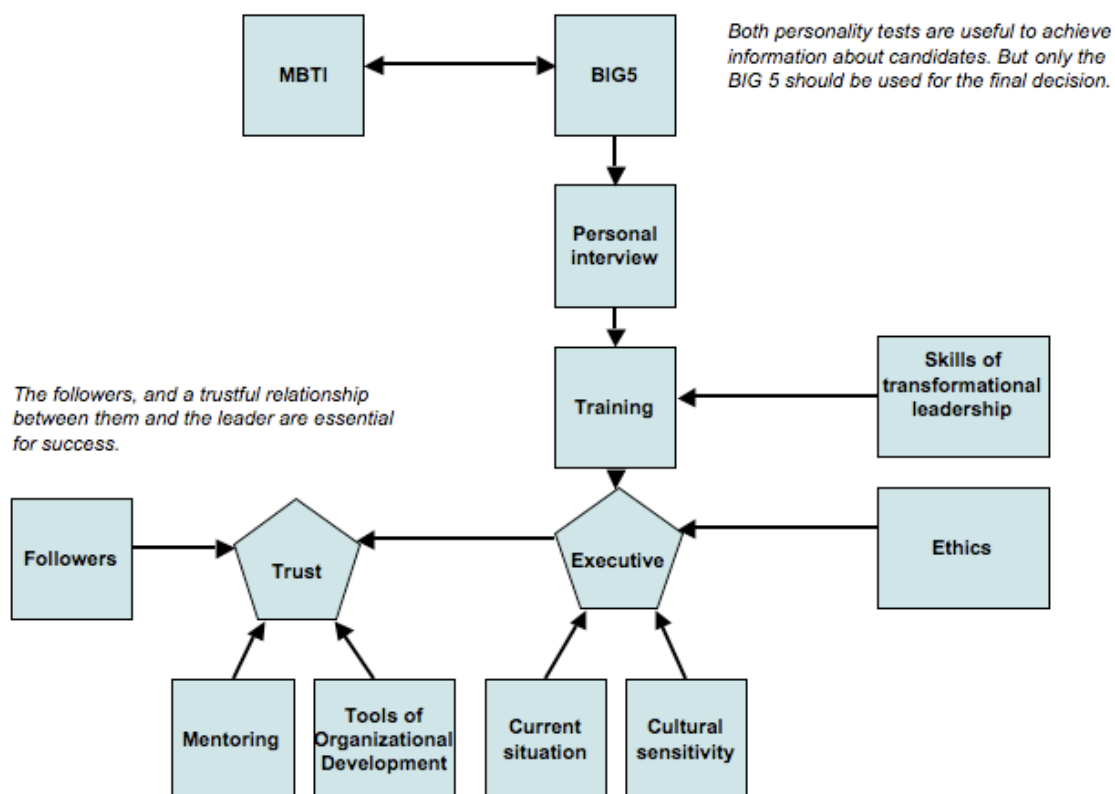 MBTI
BIG5
Both personality tests are useful to achieve
information about candidates. But only the
BIG 5 should be used for the final decision.
Personal
interview
Training
Skills of
transformational
leadership
The followers, and a trustful relationship
between them and the leader are essential
for success.
Followers
Trust
Executive
Ethics
Mentoring
Tools of
Organizational
Development
Current
situation
Cultural
sensitivity